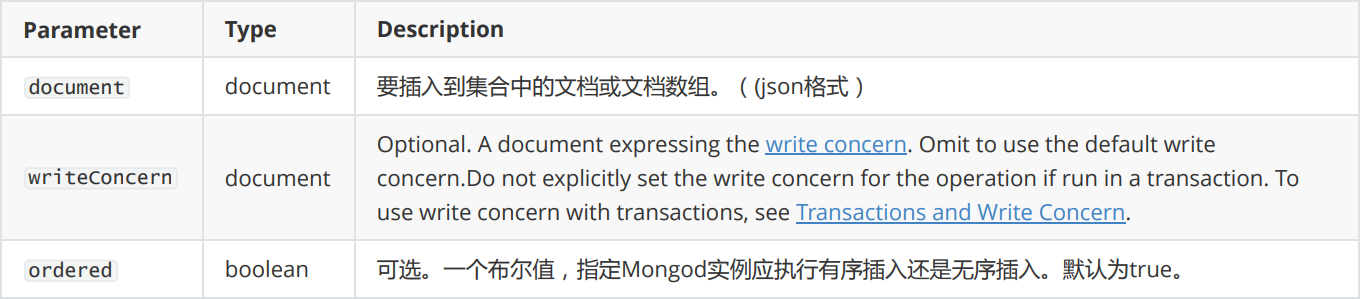 Parameter Type Description
document document 要插入到集合中的文档或文档数组。（(json格式）
Optional. A document expressing the write concern. Omit to use the default write
writeConcern document concern.Do not explicitly set the write concern for the operation if run in a transaction. To
use write concern with transactions, see Transactions and Write Concern.
ordered boolean 可选。一个布尔值，指定Mongod实例应执行有序插入还是无序插入。默认为true。